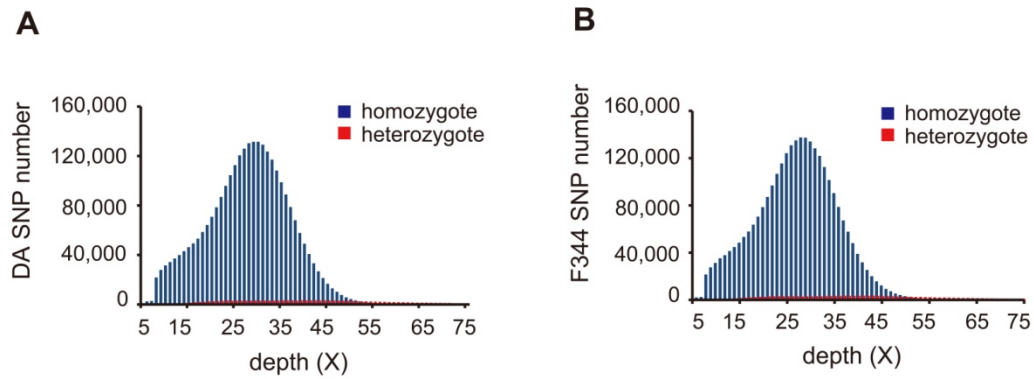 A
DA SNP number
160,000
120,000
80,000
40,000
0
5 15 25 35 45 55 65 75
depth (X)
homozygote
heterozygote
B
F344 SNP number
160,000
120,000
80,000
40,000
0
5 15 25 35 45 55 65 75
depth (X)
homozygote
heterozygote